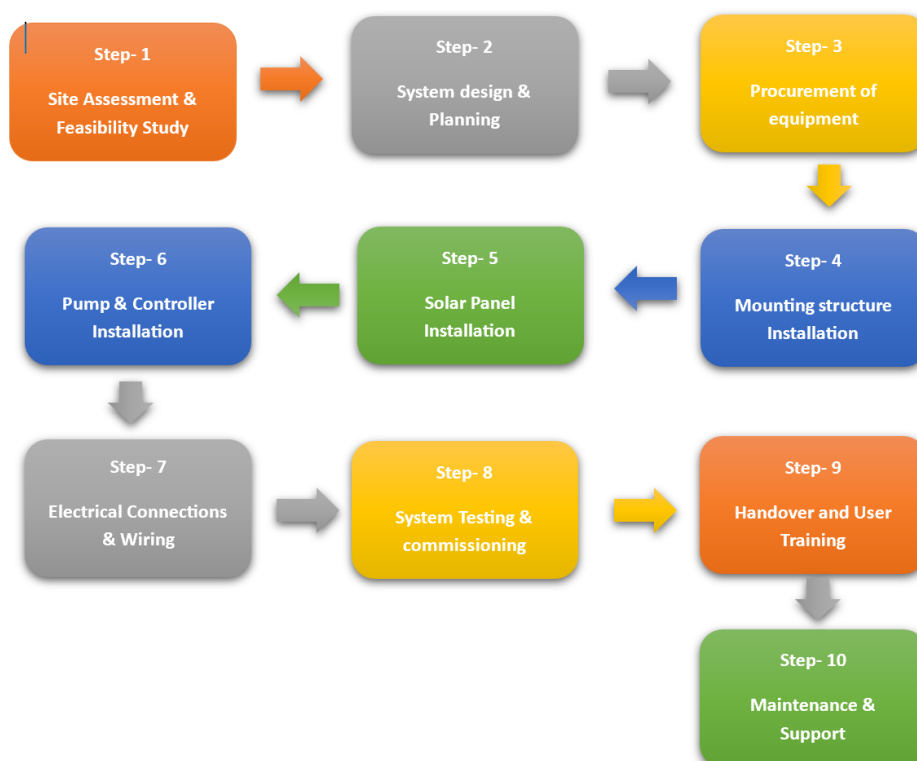 Step- 1
Site Assessment &
Feasibility Study
Step- 2
System design &
Planning
Step- 3
Procurement of
equipment
Step- 4
Mounting structure
Installation
Step- 5
Solar Panel
Installation
Step- 6
Pump & Controller
Installation
Step- 7
Electrical Connections
& Wiring
Step- 8
System Testing &
commissioning
Step- 9
Handover and User
Training
Step- 10
Maintenance &
Support